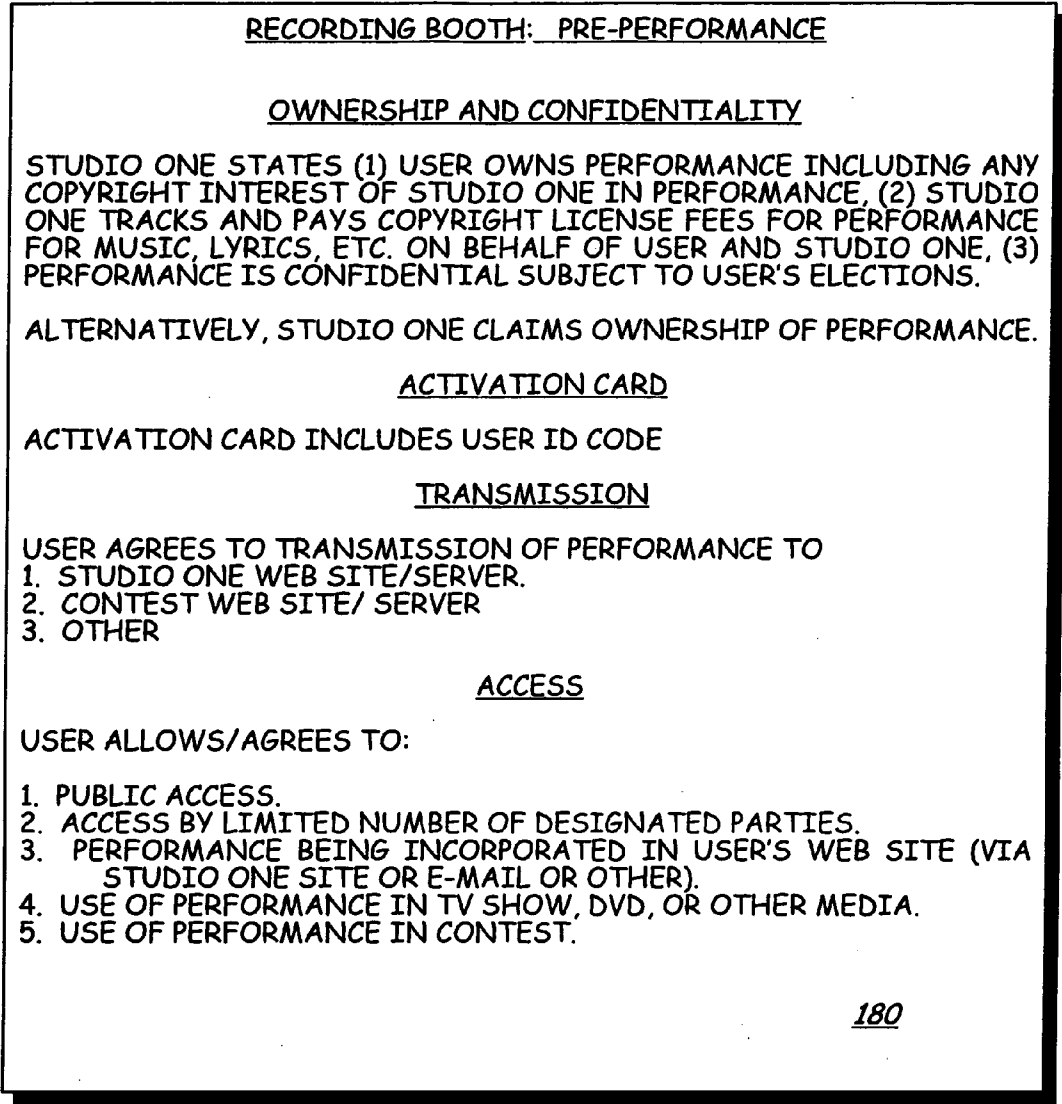 RECORDING BOOTH: PRE-PERFORMANCE
OWNERSHIP AND CONFIDENTIALITY
STUDIO ONE STATES (1) USER OWNS PERFORMANCE INCLUDING ANY
COPYRIGHT INTEREST OF STUDIO ONE IN PERFORMANCE, (2) STUDIO
ONE TRACKS AND PAYS COPYRIGHT LICENSE FEES FOR PERFORMANCE
FOR MUSIC, LYRICS, ETC. ON BEHALF OF USER AND STUDIO ONE, (3)
PERFORMANCE IS CONFIDENTIAL SUBJECT TO USER'S ELECTIONS.
ALTERNATIVELY, STUDIO ONE CLAIMS OWNERSHIP OF PERFORMANCE.
ACTIVATION CARD
ACTIVATION CARD INCLUDES USER ID CODE
TRANSMISSION
USER AGREES TO TRANSMISSION OF PERFORMANCE TO
1. STUDIO ONE WEB SITE/SERVER.
2. CONTEST WEB SITE/ SERVER
3. OTHER
ACCESS
USER ALLOWS/AGREES TO:
1. PUBLIC ACCESS.
2. ACCESS BY LIMITED NUMBER OF DESIGNATED PARTIES.
3. PERFORMANCE BEING INCORPORATED IN USER'S WEB SITE (VIA
STUDIO ONE SITE OR E-MAIL OR OTHER).
4. USE OF PERFORMANCE IN TV SHOW, DVD, OR OTHER MEDIA.
5. USE OF PERFORMANCE IN CONTEST.
180